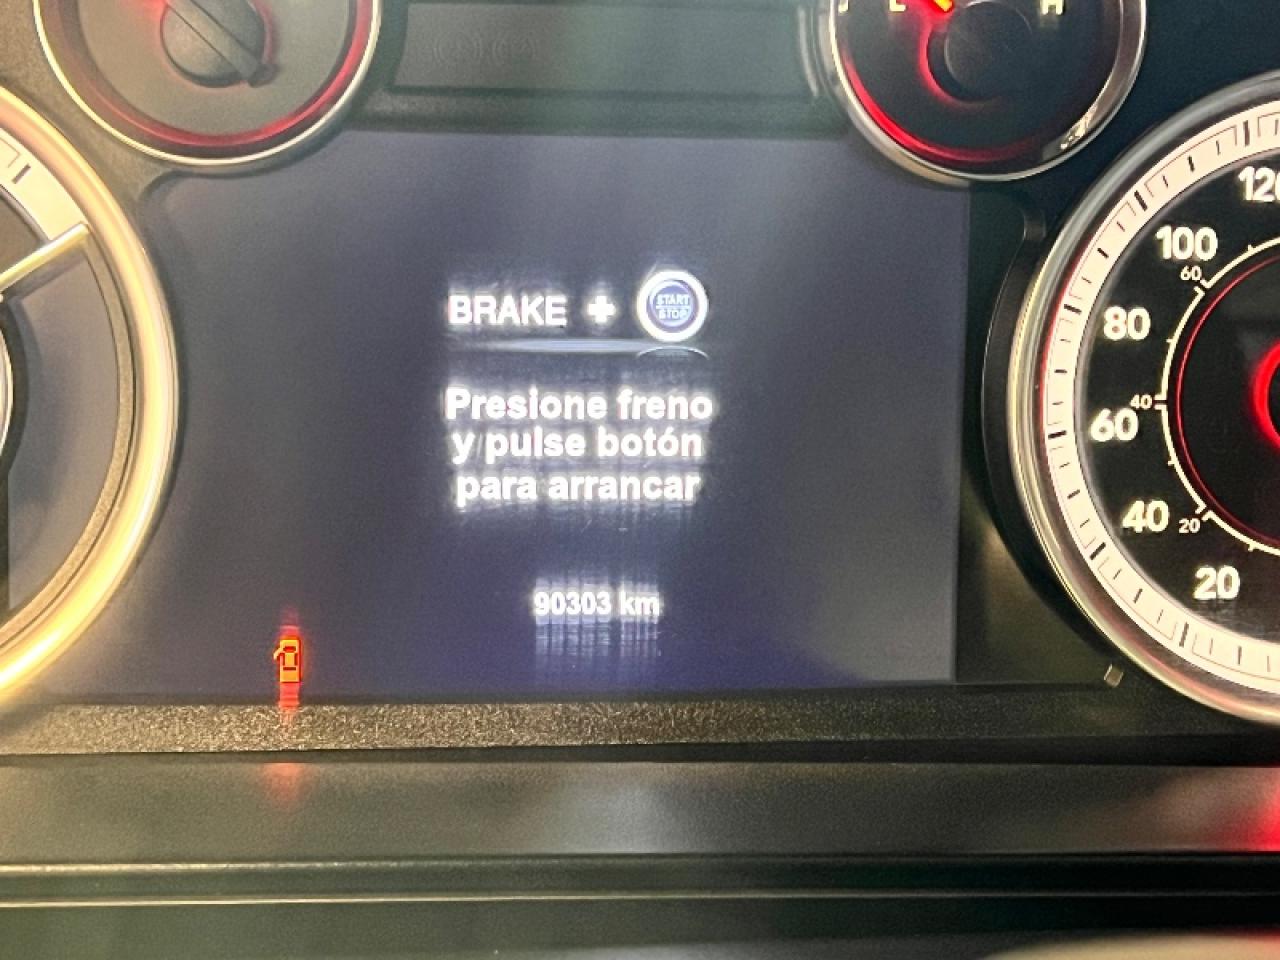 H
BRAKE + START STOP
Presione freno
y pulse botón
para arrancar
90303 km
120
100
60
80
40
60
40
20
20